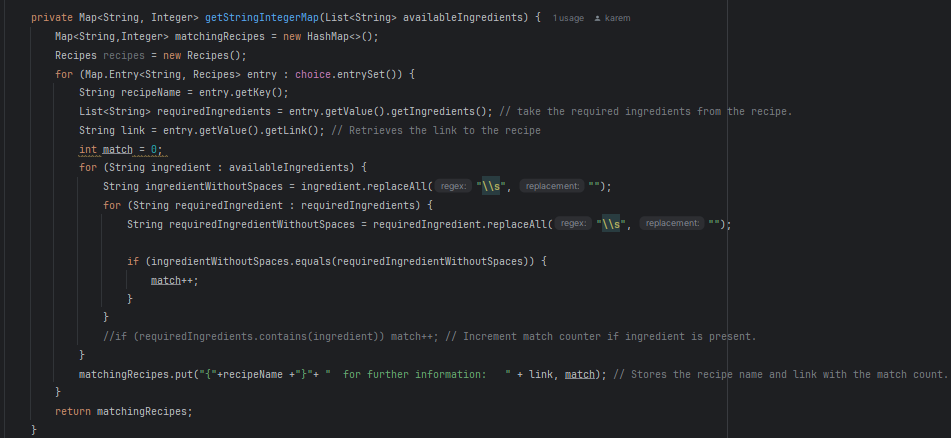 private Map<String, Integer> getStringIntegerMap(List<String> availableIngredients) { 1 usage karem
Map<String,Integer> matchingRecipes = new HashMap<>();
Recipes recipes = new Recipes();
for (Map.Entry<String, Recipes> entry : choice.entrySet()) {
String recipeName = entry.getKey();
List<String> requiredIngredients = entry.getValue().getIngredients(); // take the required ingredients from the recipe.
String link = entry.getValue().getLink(); // Retrieves the link to the recipe
int match = 0;
for (String ingredient : availableIngredients) {
String ingredientWithoutSpaces = ingredient.replaceAll( regex: "\\s", replacement: "");
for (String requiredIngredient : requiredIngredients) {
String requiredIngredientWithoutSpaces = requiredIngredient.replaceAll( regex: "\\s", replacement: "");
if (ingredientWithoutSpaces.equals(requiredIngredientWithoutSpaces)) {
match++;
}
}
//if (requiredIngredients.contains(ingredient)) match++; // Increment match counter if ingredient is present.
}
matchingRecipes.put("{"+recipeName +"}"+ "  for further information:   " + link, match); // Stores the recipe name and link with the match count.
}
return matchingRecipes;
}